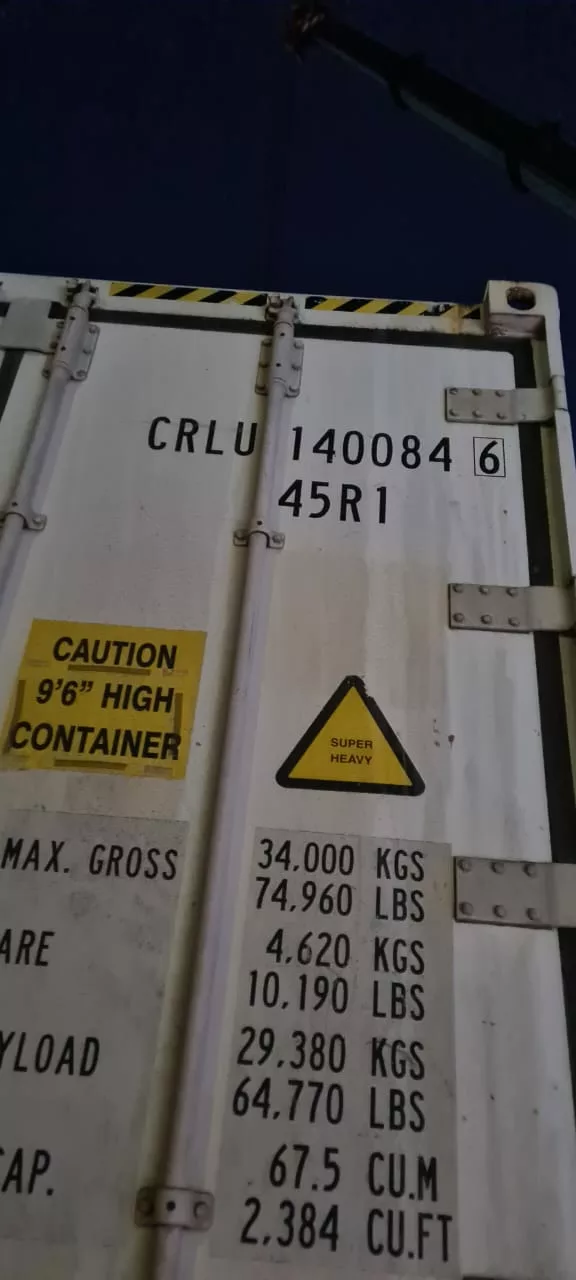 CRLU 140084 6
45R1
CAUTION
9'6" HIGH
CONTAINER
SUPER
HEAVY
MAX. GROSS 34.000 KGS
74.960 LBS
ARE 4.620 KGS
10.190 LBS
YLOAD 29.380 KGS
64.770 LBS
AP. 67.5 CU.M
2.384 CU.FT